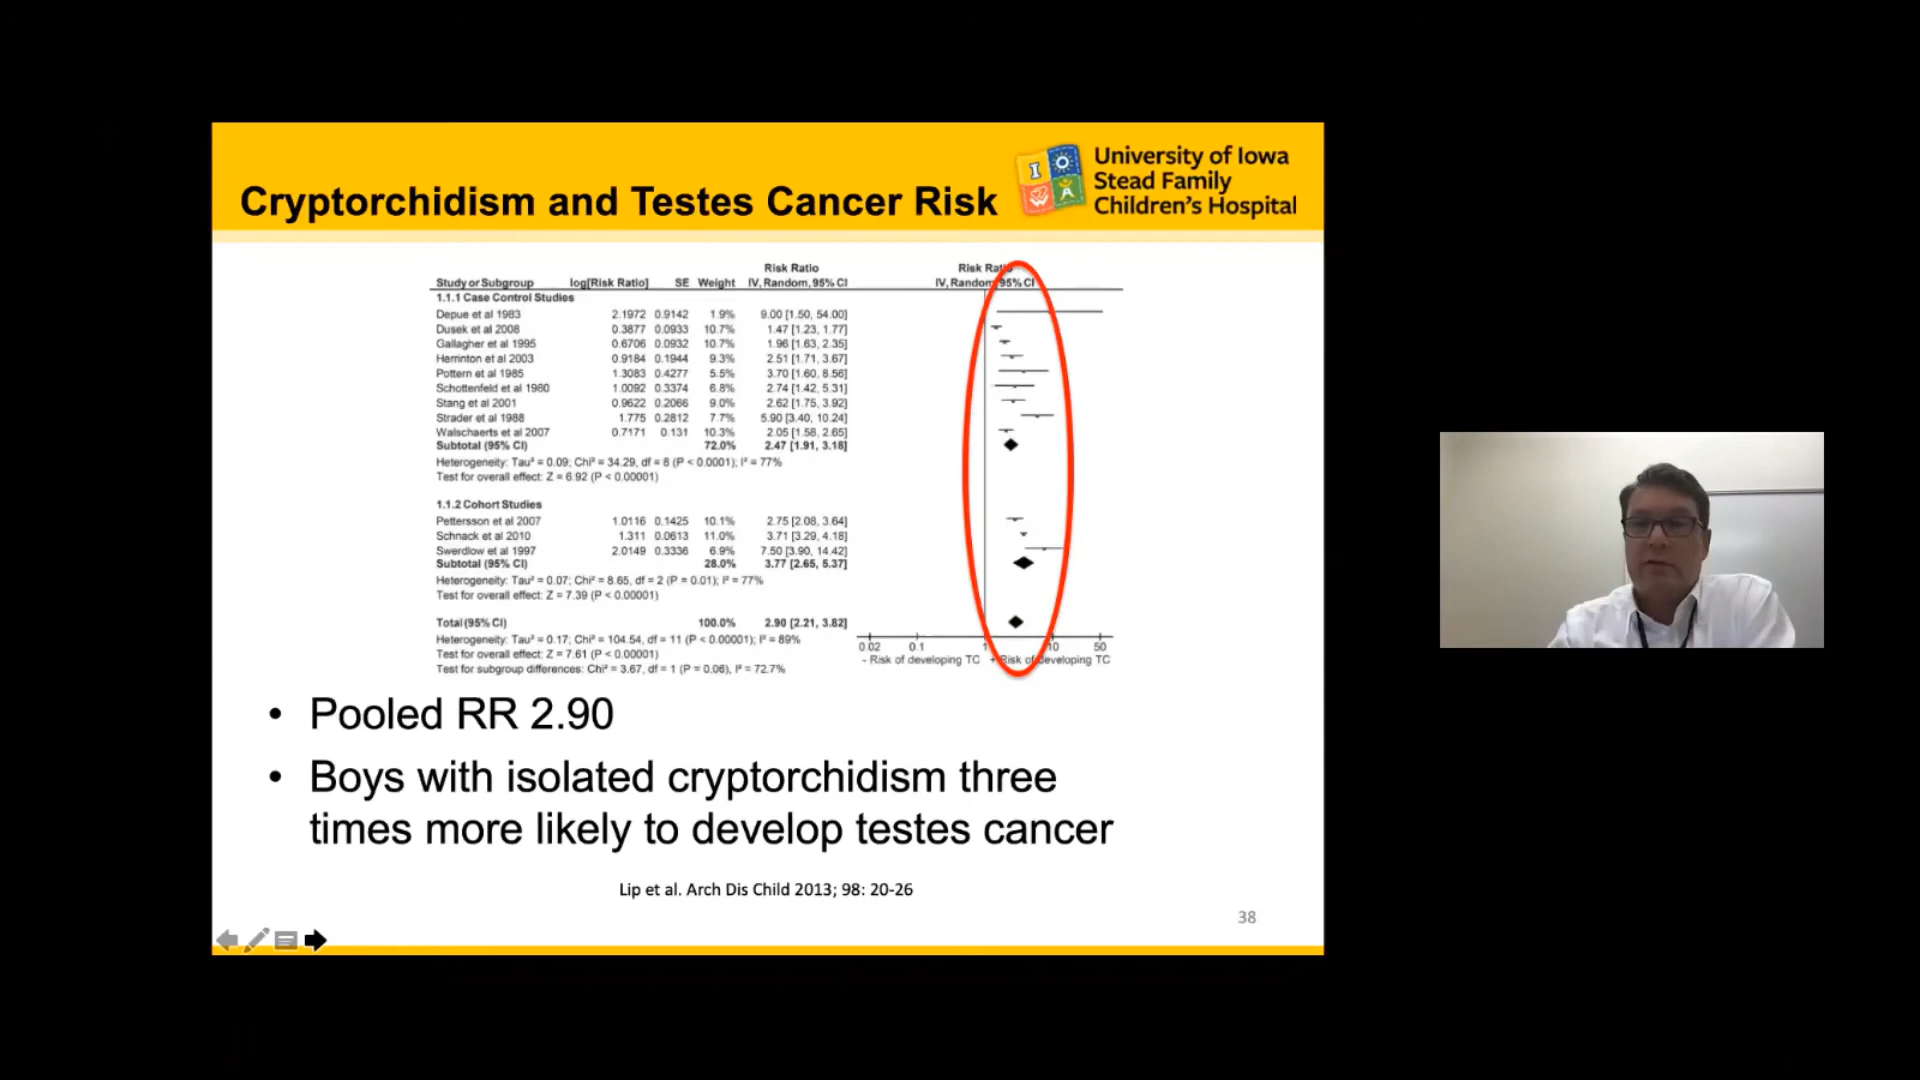 Cryptorchidism and Testes Cancer Risk
University of Iowa
Stead Family
Children's Hospital
Risk Ratio Risk Ratio
Study or Subgroup log[Risk Ratio] SE Weight IV, Random, 95% CI IV, Random, 95% CI
1.1.1 Case Control Studies
Depue et al 1983 2.1972 0.9142 1.9% 9.00 [1.50, 54.00]
Dusek et al 2008 0.3877 0.0933 10.7% 1.47 [1.23, 1.77]
Gallagher et al 1995 0.6706 0.0932 10.7% 1.96 [1.63, 2.35]
Herrinton et al 2003 0.9184 0.1944 9.3% 2.51 [1.71, 3.67]
Pottern et al 1985 1.3083 0.4277 5.5% 3.70 [1.60, 8.56]
Schottenfeld et al 1980 1.0092 0.3374 6.8% 2.74 [1.42, 5.31]
Stang et al 2001 0.9622 0.2066 9.0% 2.62 [1.75, 3.92]
Strader et al 1988 1.775 0.2812 7.7% 5.90 [3.40, 10.24]
Walschaerts et al 2007 0.7171 0.131 10.3% 2.05 [1.58, 2.65]
Subtotal (95% CI) 72.0% 2.47 [1.91, 3.18]
Heterogeneity: Tau² = 0.09; Chi² = 34.29, df = 8 (P < 0.0001); I² = 77%
Test for overall effect: Z = 6.92 (P < 0.00001)
1.1.2 Cohort Studies
Pettersson et al 2007 1.0116 0.1425 10.1% 2.75 [2.08, 3.64]
Schnack et al 2010 1.311 0.0613 11.0% 3.71 [3.29, 4.18]
Swerdlow et al 1997 2.0149 0.3336 6.9% 7.50 [3.90, 14.42]
Subtotal (95% CI) 28.0% 3.77 [2.65, 5.37]
Heterogeneity: Tau² = 0.07; Chi² = 8.65, df = 2 (P = 0.01); I² = 77%
Test for overall effect: Z = 7.39 (P < 0.00001)
Total (95% CI) 100.0% 2.90 [2.21, 3.82]
Heterogeneity: Tau² = 0.17; Chi² = 104.54, df = 11 (P < 0.00001); I² = 89%
Test for overall effect: Z = 7.61 (P < 0.00001)
Test for subgroup differences: Chi² = 3.67, df = 1 (P = 0.06), I² = 72.7%
0.02 0.1 1 10 50
- Risk of developing TC + Risk of developing TC
• Pooled RR 2.90
• Boys with isolated cryptorchidism three
times more likely to develop testes cancer
Lip et al. Arch Dis Child 2013; 98: 20-26
38